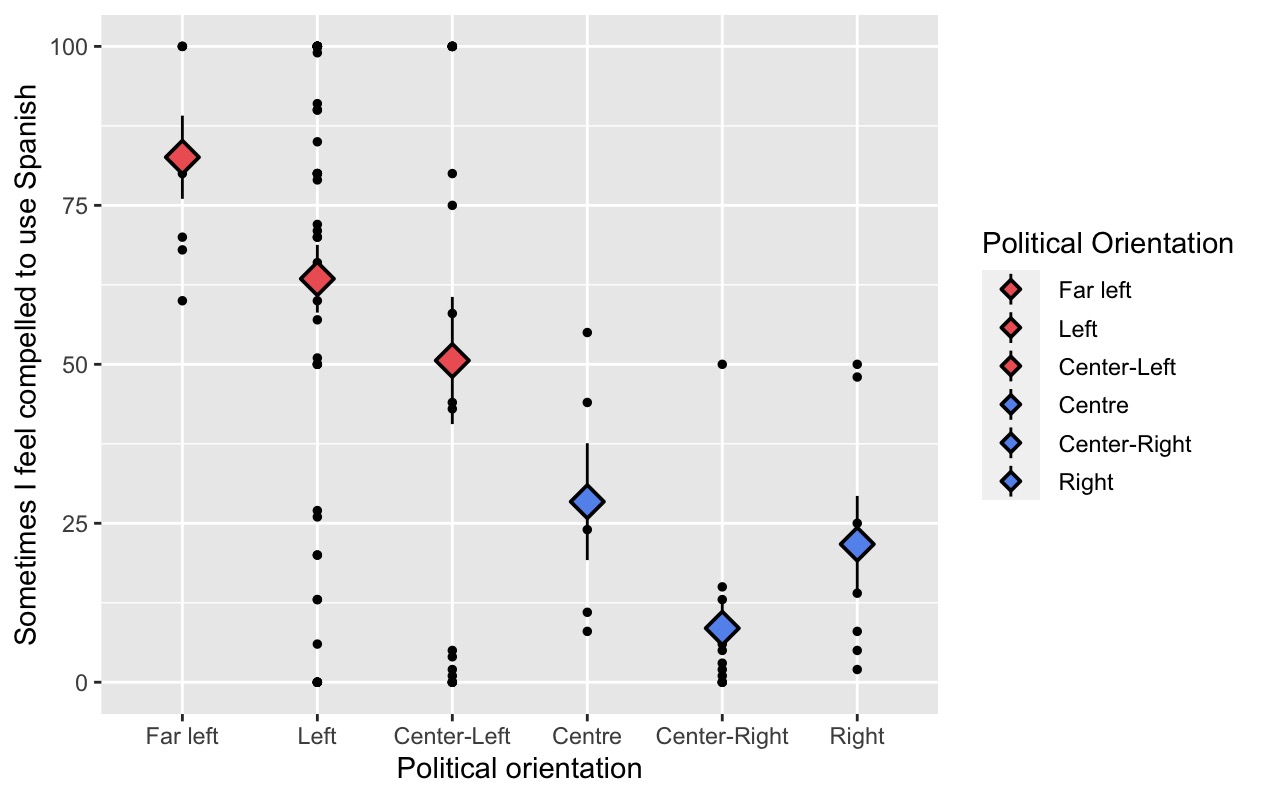 Sometimes I feel compelled to use Spanish
100
75
50
25
0
Far left
Left
Center-Left
Centre
Center-Right
Right
Political orientation
Political Orientation
Far left
Left
Center-Left
Centre
Center-Right
Right